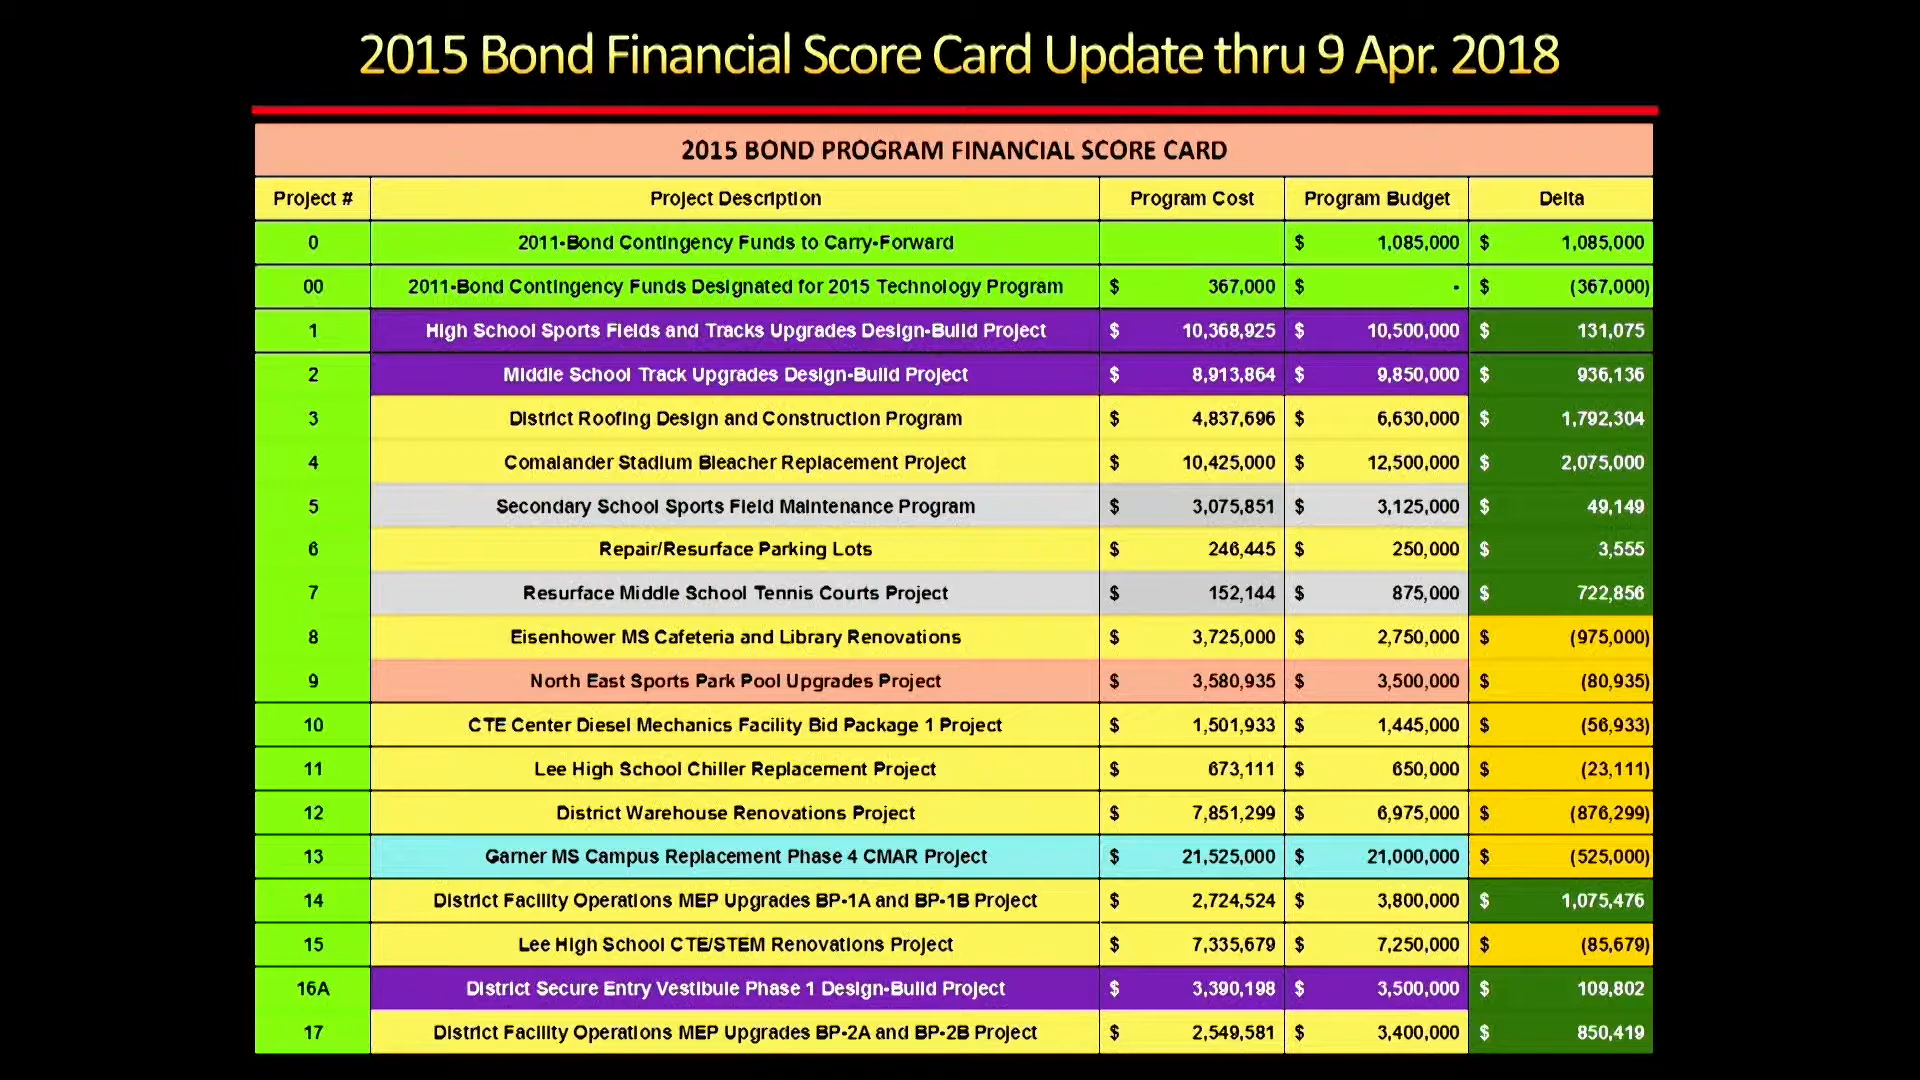 2015 Bond Financial Score Card Update thru 9 Apr. 2018
2015 BOND PROGRAM FINANCIAL SCORE CARD
Project # Project Description Program Cost Program Budget Delta
0 2011-Bond Contingency Funds to Carry-Forward $ 1,085,000 $ 1,085,000
00 2011-Bond Contingency Funds Designated for 2015 Technology Program $ 367,000 $ - $ (367,000)
1 High School Sports Fields and Tracks Upgrades Design-Build Project $ 10,368,925 $ 10,500,000 $ 131,075
2 Middle School Track Upgrades Design-Build Project $ 8,913,864 $ 9,850,000 $ 936,136
3 District Roofing Design and Construction Program $ 4,837,696 $ 6,630,000 $ 1,792,304
4 Comalander Stadium Bleacher Replacement Project $ 10,425,000 $ 12,500,000 $ 2,075,000
5 Secondary School Sports Field Maintenance Program $ 3,075,851 $ 3,125,000 $ 49,149
6 Repair/Resurface Parking Lots $ 246,445 $ 250,000 $ 3,555
7 Resurface Middle School Tennis Courts Project $ 152,144 $ 875,000 $ 722,856
8 Eisenhower MS Cafeteria and Library Renovations $ 3,725,000 $ 2,750,000 $ (975,000)
9 North East Sports Park Pool Upgrades Project $ 3,580,935 $ 3,500,000 $ (80,935)
10 CTE Center Diesel Mechanics Facility Bid Package 1 Project $ 1,501,933 $ 1,445,000 $ (56,933)
11 Lee High School Chiller Replacement Project $ 673,111 $ 650,000 $ (23,111)
12 District Warehouse Renovations Project $ 7,851,299 $ 6,975,000 $ (876,299)
13 Garner MS Campus Replacement Phase 4 CMAR Project $ 21,525,000 $ 21,000,000 $ (525,000)
14 District Facility Operations MEP Upgrades BP-1A and BP-1B Project $ 2,724,524 $ 3,800,000 $ 1,075,476
15 Lee High School CTE/STEM Renovations Project $ 7,335,679 $ 7,250,000 $ (85,679)
16A District Secure Entry Vestibule Phase 1 Design-Build Project $ 3,390,198 $ 3,500,000 $ 109,802
17 District Facility Operations MEP Upgrades BP-2A and BP-2B Project $ 2,549,581 $ 3,400,000 $ 850,419